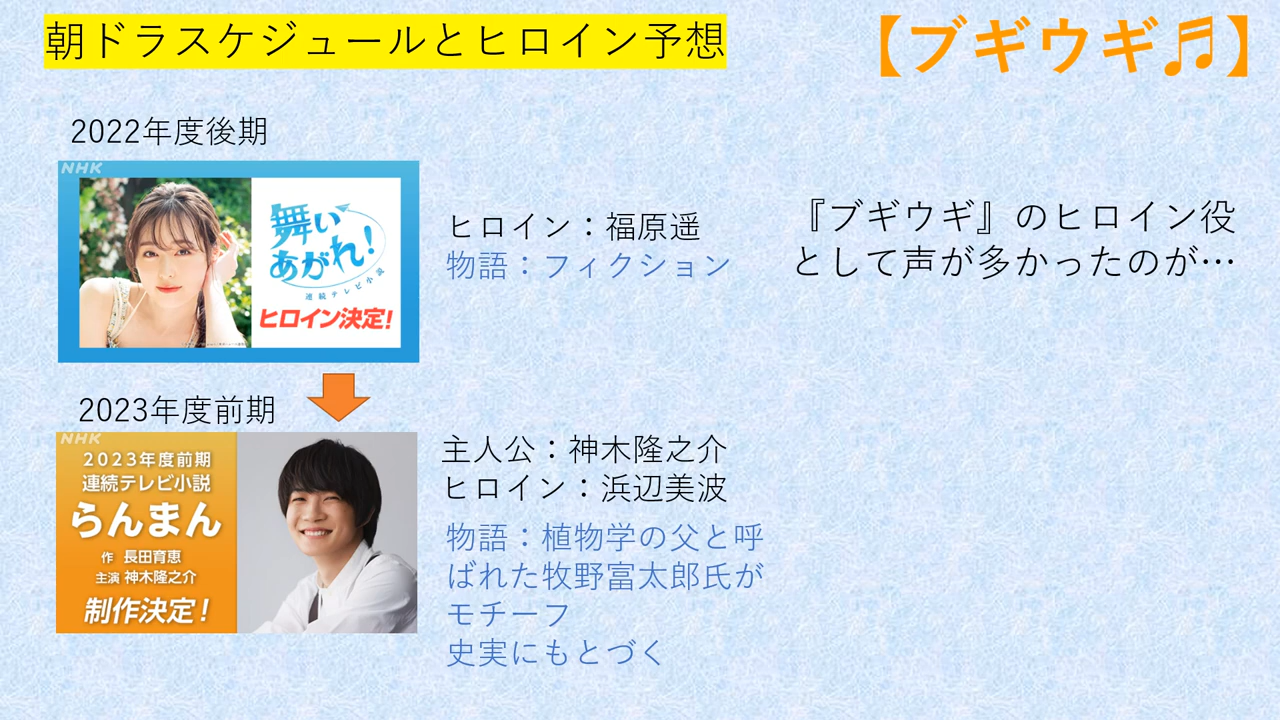 朝ドラスケジュールとヒロイン予想
【ブギウギ♬】
2022年度後期
NHK
舞い
あがれ!
連続テレビ小説
ヒロイン決定!
ヒロイン：福原遥
物語：フィクション
2023年度前期
NHK
2023年度前期
連続テレビ小説
らんまん
作 長田育恵
主演 神木隆之介
制作決定!
主人公：神木隆之介
ヒロイン：浜辺美波
物語：植物学の父と呼
ばれた牧野富太郎氏が
モチーフ
史実にもとづく
『ブギウギ』のヒロイン役
として声が多かったのが…